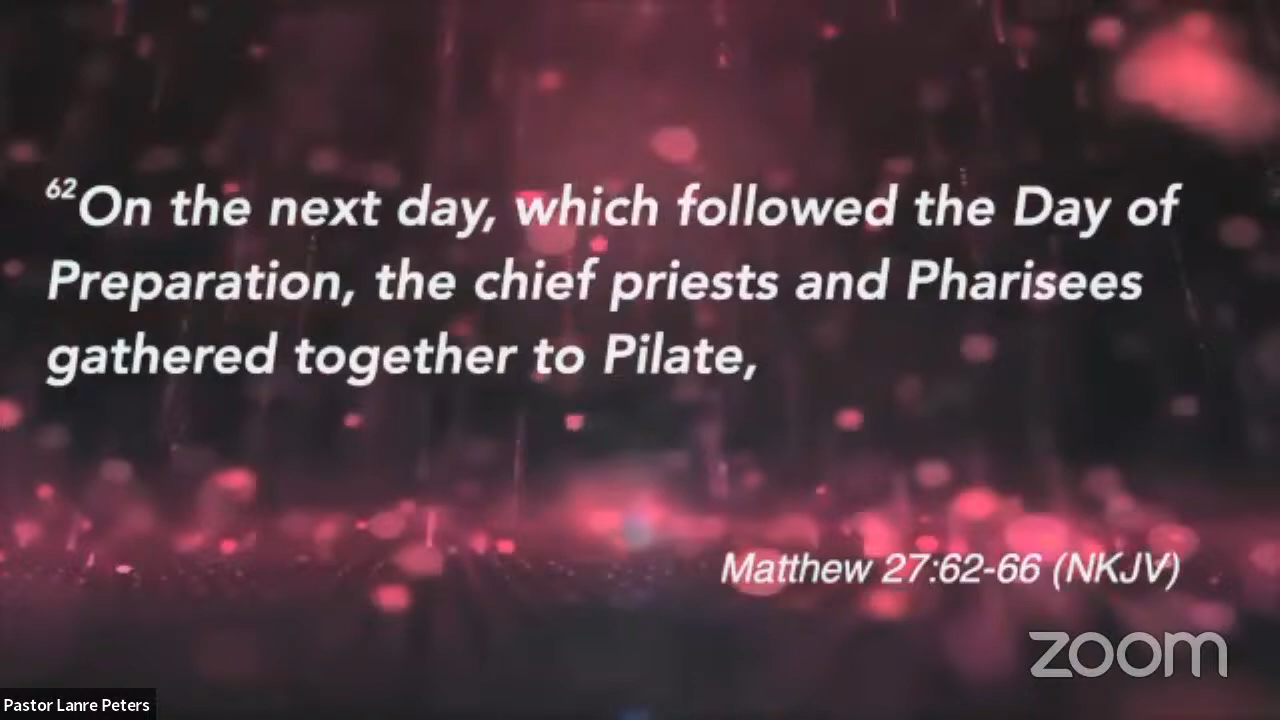 ⁶²On the next day, which followed the Day of
Preparation, the chief priests and Pharisees
gathered together to Pilate,
Matthew 27:62-66 (NKJV)
zoom
Pastor Lanre Peters